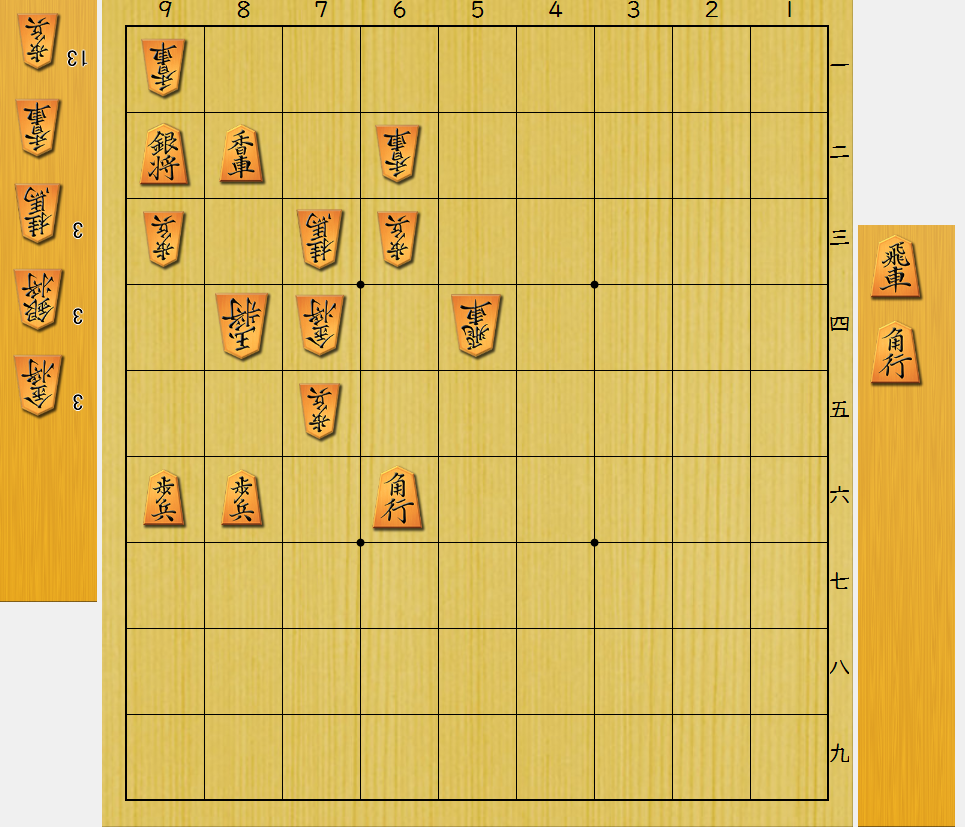 9 8 7 6 5 4 3 2 1
歩兵 13
香車
桂馬 3
銀将 3
金将 3
香車 一
銀将 香車 香車 二
歩兵 桂馬 歩兵 三
玉将 金将 飛車 四
歩兵 五
歩兵 歩兵 角行 六
七
八
九
飛車
角行